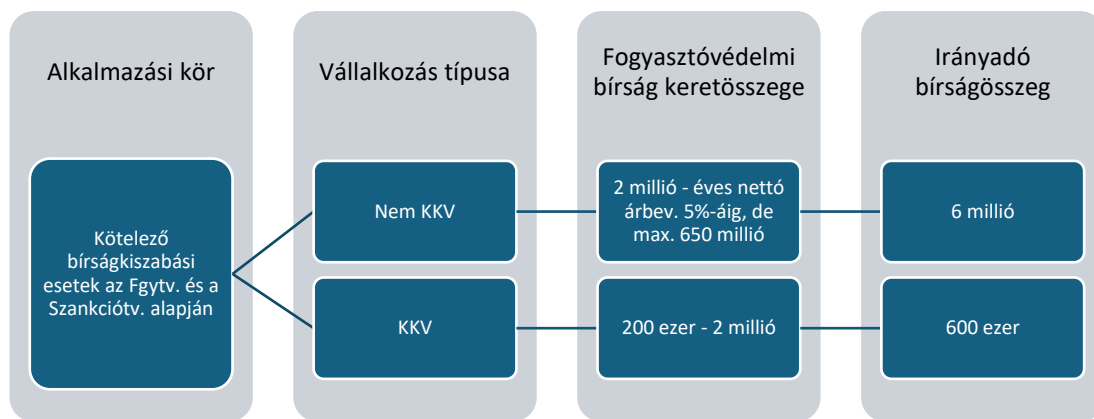 Alkalmazási kör
Vállalkozás típusa
Fogyasztóvédelmi
bírság keretösszege
Irányadó
bírságösszeg
Kötelező
bírságkiszabási
esetek az Fgytv. és a
Szankciótv. alapján
Nem KKV
2 millió - éves nettó
árbev. 5%-áig, de
max. 650 millió
6 millió
KKV
200 ezer - 2 millió
600 ezer